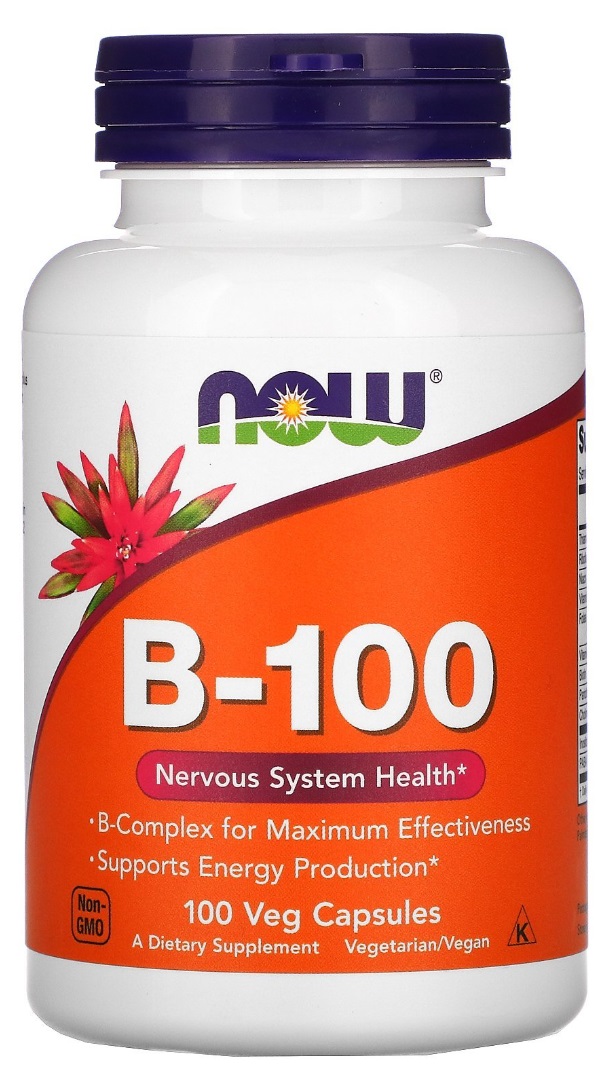 NOW®
B-100
Nervous System Health*
·B-Complex for Maximum Effectiveness
·Supports Energy Production*
Non-
GMO
100 Veg Capsules
A Dietary Supplement Vegetarian/Vegan
K